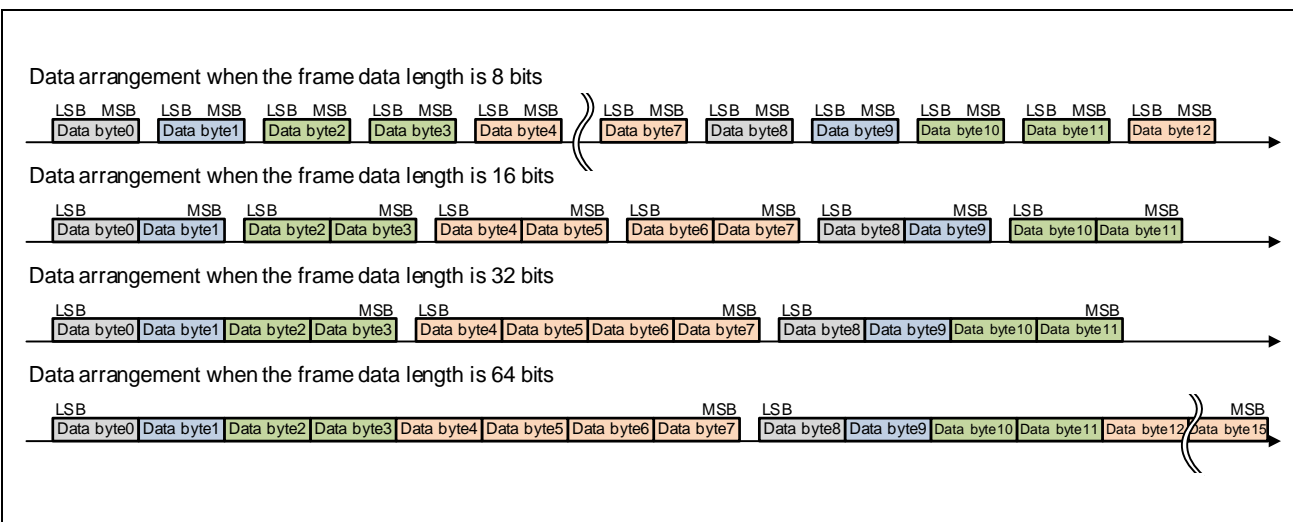 Data arrangement when the frame data length is 8 bits
LSB MSB LSB MSB LSB MSB LSB MSB LSB MSB LSB MSB LSB MSB LSB MSB LSB MSB LSB MSB LSB MSB
Data byte0 Data byte1 Data byte2 Data byte3 Data byte4 Data byte7 Data byte8 Data byte9 Data byte10 Data byte11 Data byte12
Data arrangement when the frame data length is 16 bits
LSB MSB LSB MSB LSB MSB LSB MSB LSB MSB LSB
Data byte0 Data byte1 Data byte2 Data byte3 Data byte4 Data byte5 Data byte6 Data byte7 Data byte8 Data byte9 Data byte10 Data byte11
Data arrangement when the frame data length is 32 bits
LSB MSB LSB MSB LSB MSB
Data byte0 Data byte1 Data byte2 Data byte3 Data byte4 Data byte5 Data byte6 Data byte7 Data byte8 Data byte9 Data byte10 Data byte11
Data arrangement when the frame data length is 64 bits
LSB MSB LSB MSB
Data byte0 Data byte1 Data byte2 Data byte3 Data byte4 Data byte5 Data byte6 Data byte7 Data byte8 Data byte9 Data byte10 Data byte11 Data byte12 ata byte15